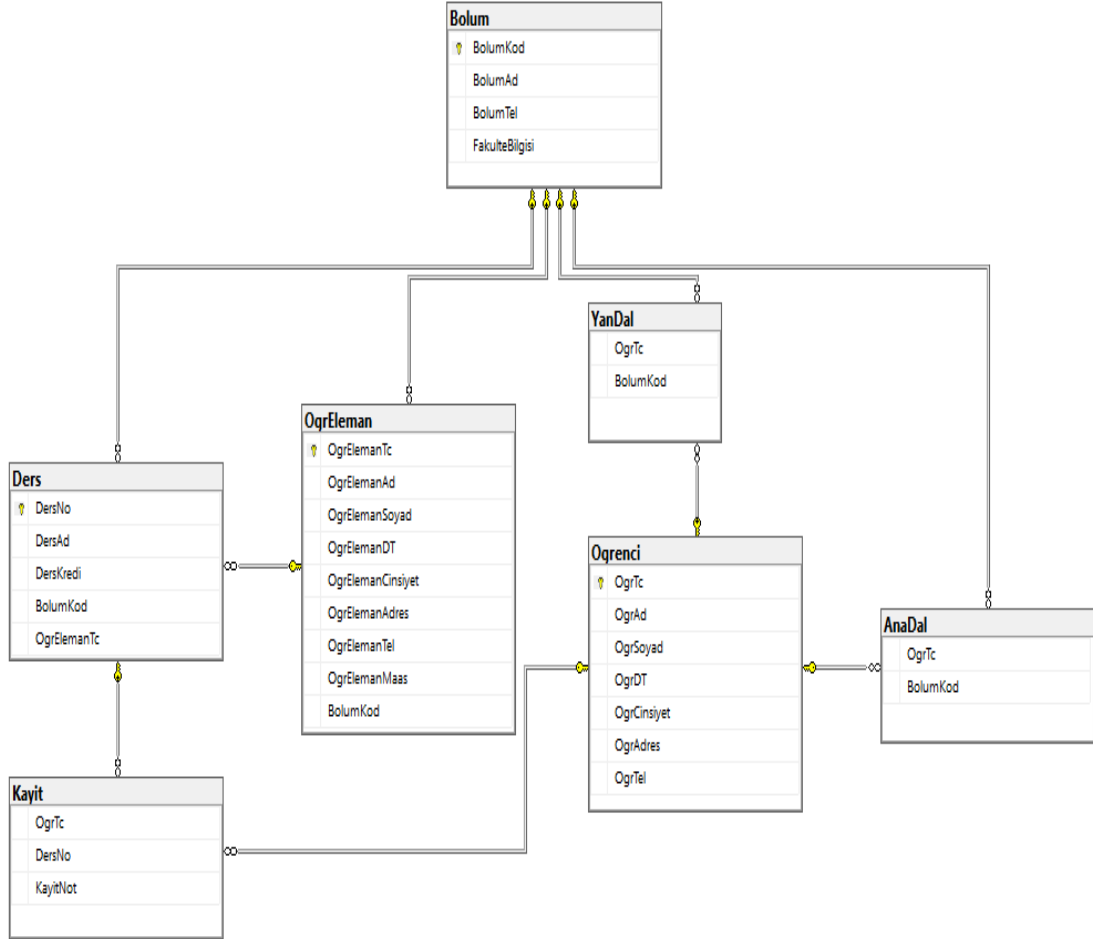 Bolum
BolumKod
BolumAd
BolumTel
FakulteBilgisi
YanDal
OgrTc
BolumKod
OgrEleman
OgrElemanTc
OgrElemanAd
OgrElemanSoyad
OgrElemanDT
OgrElemanCinsiyet
OgrElemanAdres
OgrElemanTel
OgrElemanMaas
BolumKod
Ders
DersNo
DersAd
DersKredi
BolumKod
OgrElemanTc
Ogrenci
OgrTc
OgrAd
OgrSoyad
OgrDT
OgrCinsiyet
OgrAdres
OgrTel
AnaDal
OgrTc
BolumKod
Kayit
OgrTc
DersNo
KayitNot